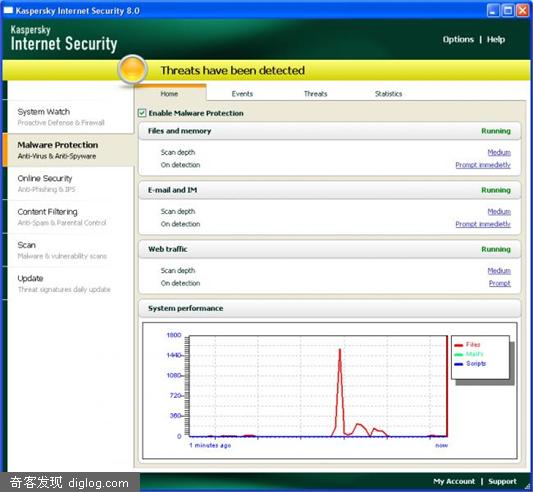 Kaspersky Internet Security 8.0
Kaspersky
Internet Security
Options | Help
Threats have been detected
Home Events Threats Statistics
System Watch
Proactive Defense & Firewall
Malware Protection
Anti-Virus & Anti-Spyware
Online Security
Anti-Phishing & IPS
Content Filtering
Anti-Spam & Parental Control
Scan
Malware & vulnerability scans
Update
Threat signatures daily update
Enable Malware Protection
Files and memory Running
Scan depth Medium
On detection Prompt immedietly
E-mail and IM Running
Scan depth Medium
On detection Prompt immedietly
Web traffic Running
Scan depth Medium
On detection Prompt
System performance
1800
1440
1080
720
360
0
1 minutes ago now
Files
Mails
Scripts
My Account | Support
奇客发现 diglog.com